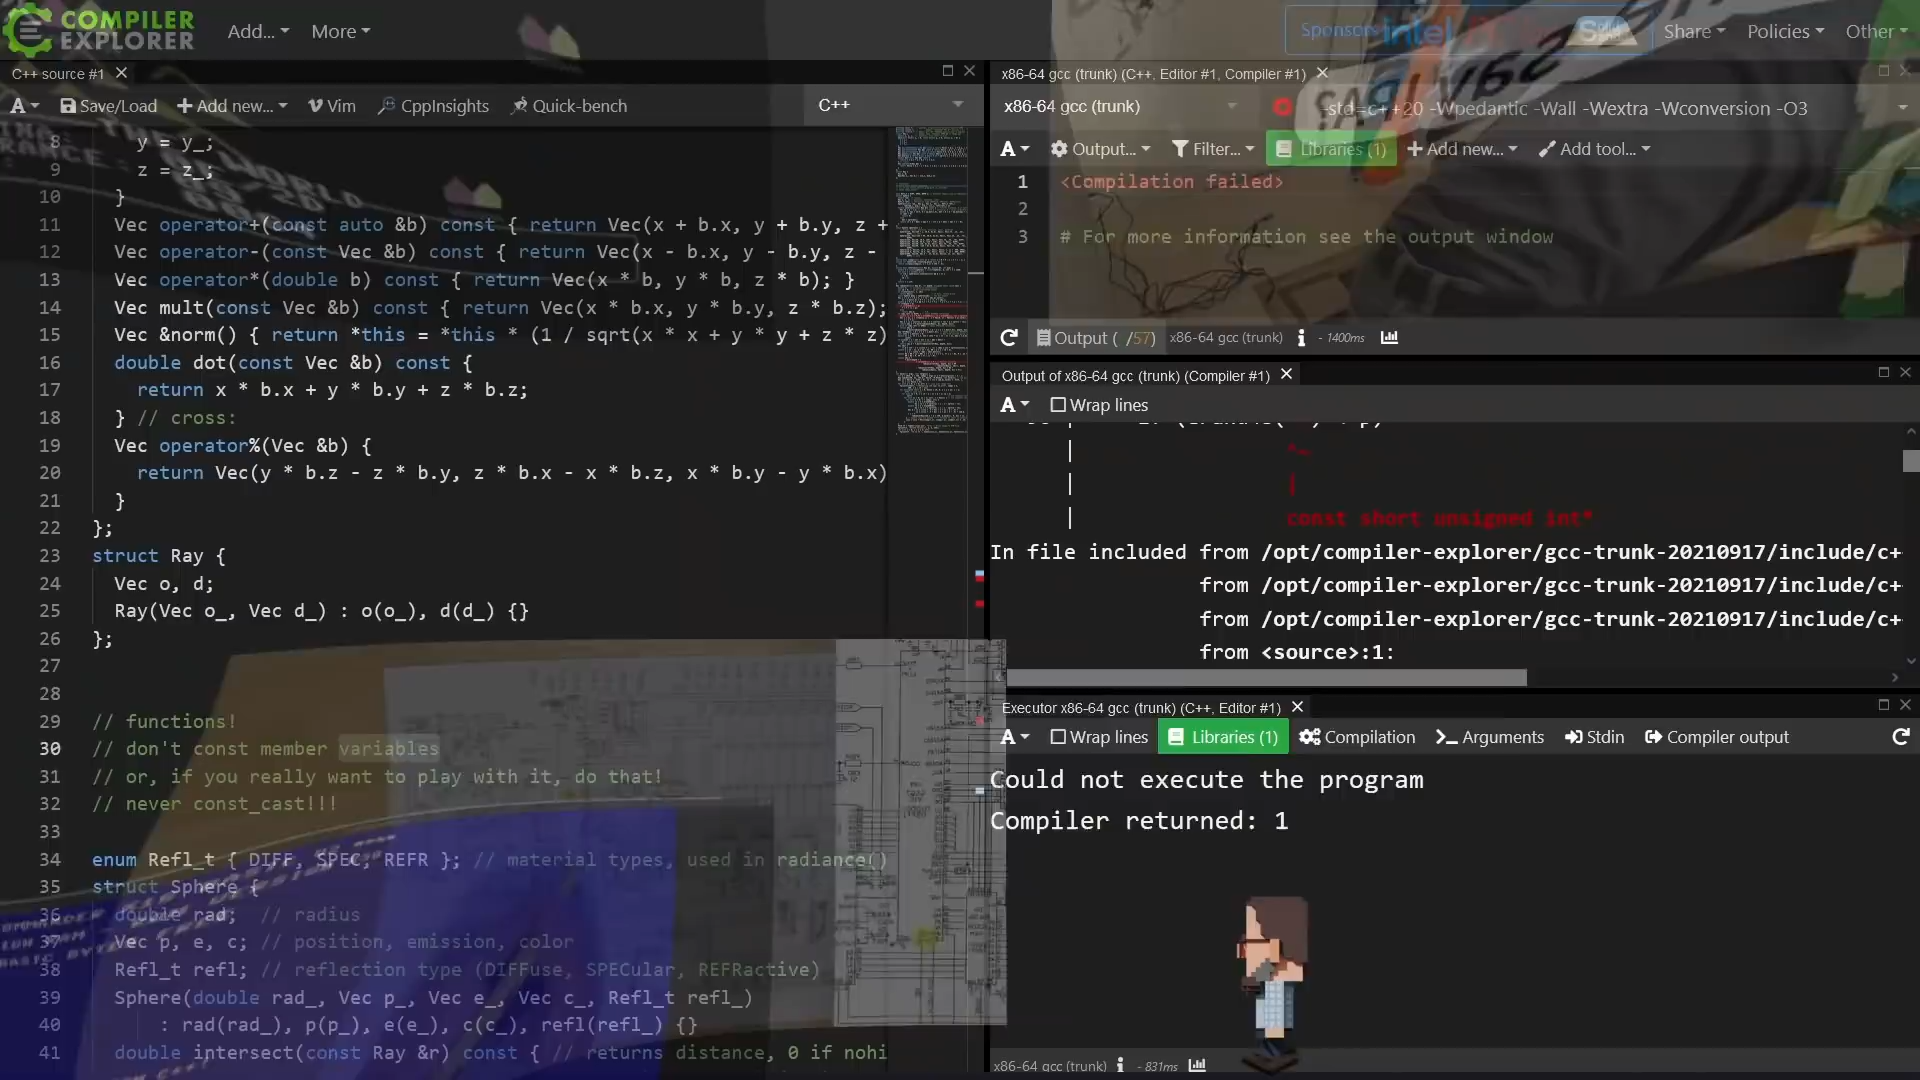 COMPILER
EXPLORER
Add...
More
Sponsors
intel
Share
Policies
Other
C++ source #1
A
Save/Load
Add new...
Vim
CppInsights
Quick-bench
C++
8 y = y_;
9 z = z_;
10 }
11 Vec operator+(const auto &b) const { return Vec(x + b.x, y + b.y, z +
12 Vec operator-(const Vec &b) const { return Vec(x - b.x, y - b.y, z -
13 Vec operator*(double b) const { return Vec(x * b, y * b, z * b); }
14 Vec mult(const Vec &b) const { return Vec(x * b.x, y * b.y, z * b.z);
15 Vec &norm() { return *this = *this * (1 / sqrt(x * x + y * y + z * z)
16 double dot(const Vec &b) const {
17 return x * b.x + y * b.y + z * b.z;
18 } // cross:
19 Vec operator%(Vec &b) {
20 return Vec(y * b.z - z * b.y, z * b.x - x * b.z, x * b.y - y * b.x)
21 }
22 };
23 struct Ray {
24 Vec o, d;
25 Ray(Vec o_, Vec d_) : o(o_), d(d_) {}
26 };
27
28
29 // functions!
30 // don't const member variables
31 // or, if you really want to play with it, do that!
32 // never const_cast!!!
33
34 enum Refl_t { DIFF, SPEC, REFR }; // material types, used in radiance()
35 struct Sphere {
36 double rad; // radius
37 Vec p, e, c; // position, emission, color
38 Refl_t refl; // reflection type (DIFFuse, SPECular, REFRactive)
39 Sphere(double rad_, Vec p_, Vec e_, Vec c_, Refl_t refl_)
40 : rad(rad_), p(p_), e(e_), c(c_), refl(refl_) {}
41 double intersect(const Ray &r) const { // returns distance, 0 if nohi
x86-64 gcc (trunk) (C++, Editor #1, Compiler #1)
x86-64 gcc (trunk)
-std=c++20 -Wpedantic -Wall -Wextra -Wconversion -O3
A
Output...
Filter...
Libraries (1)
Add new...
Add tool...
1 <Compilation failed>
2
3 # For more information see the output window
Output ( /57)
x86-64 gcc (trunk)
- 1400ms
Output of x86-64 gcc (trunk) (Compiler #1)
A
Wrap lines
| ^~
| |
| const short unsigned int*
In file included from /opt/compiler-explorer/gcc-trunk-20210917/include/c+
from /opt/compiler-explorer/gcc-trunk-20210917/include/c+
from /opt/compiler-explorer/gcc-trunk-20210917/include/c+
from <source>:1:
Executor x86-64 gcc (trunk) (C++, Editor #1)
A
Wrap lines
Libraries (1)
Compilation
Arguments
Stdin
Compiler output
Could not execute the program
Compiler returned: 1
x86-64 gcc (trunk)
- 831ms